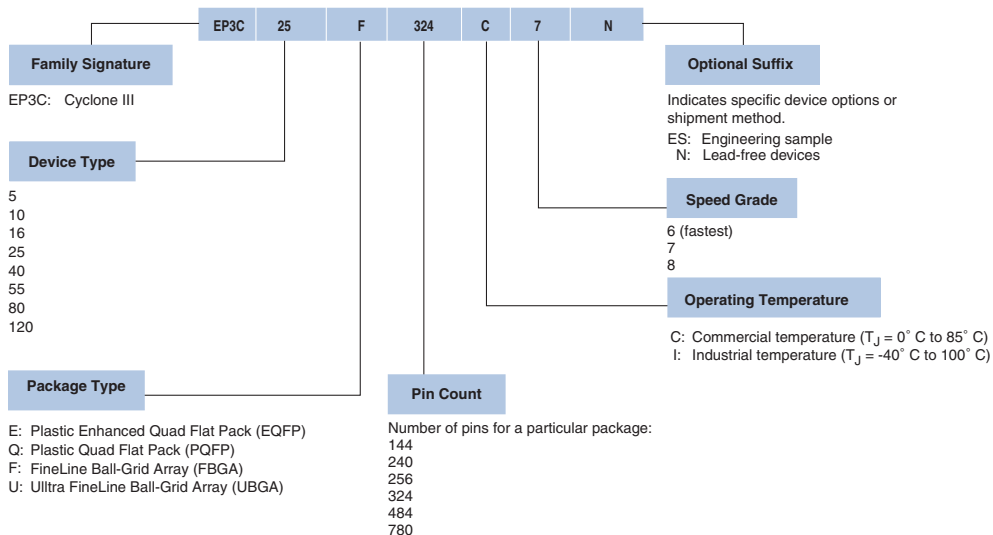 EP3C 25 F 324 C 7 N
Family Signature
EP3C: Cyclone III
Device Type
5
10
16
25
40
55
80
120
Package Type
E: Plastic Enhanced Quad Flat Pack (EQFP)
Q: Plastic Quad Flat Pack (PQFP)
F: FineLine Ball-Grid Array (FBGA)
U: Ulltra FineLine Ball-Grid Array (UBGA)
Pin Count
Number of pins for a particular package:
144
240
256
324
484
780
Optional Suffix
Indicates specific device options or
shipment method.
ES: Engineering sample
N: Lead-free devices
Speed Grade
6 (fastest)
7
8
Operating Temperature
C: Commercial temperature (TJ = 0° C to 85° C)
I: Industrial temperature (TJ = -40° C to 100° C)